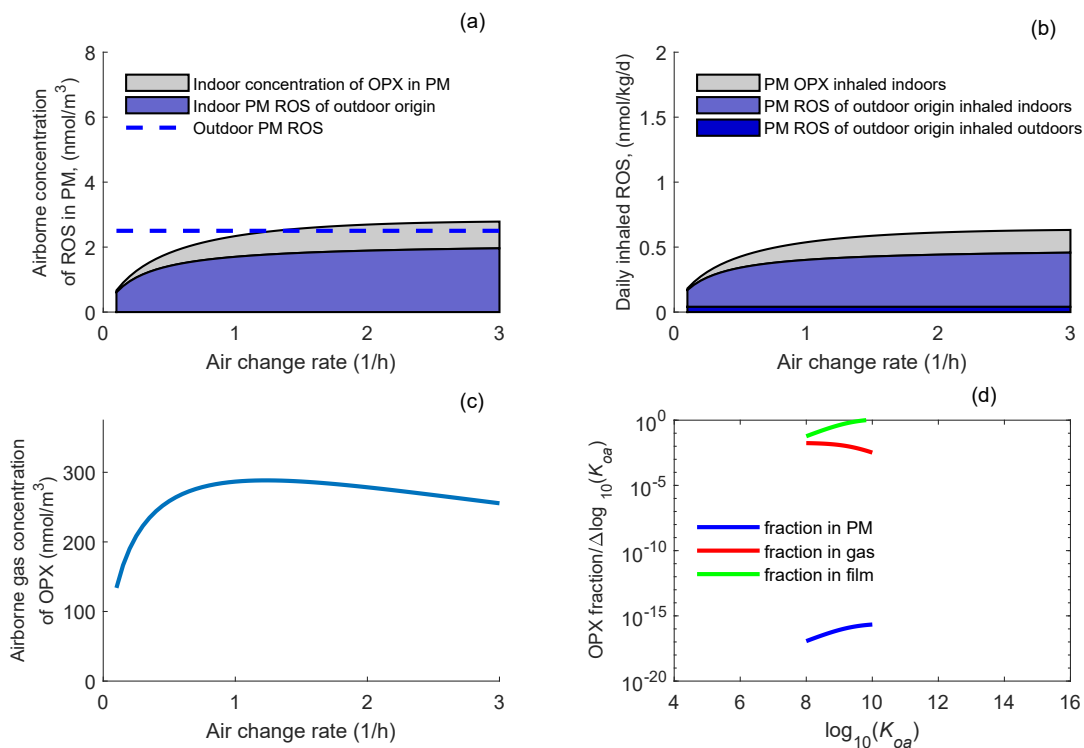 (a)
Airborne concentration
of ROS in PM, (nmol/m³)
8
6
4
2
0
Indoor concentration of OPX in PM
Indoor PM ROS of outdoor origin
Outdoor PM ROS
0 1 2 3
Air change rate (1/h)
(b)
Daily inhaled ROS, (nmol/kg/d)
2
1.5
1
0.5
0
PM OPX inhaled indoors
PM ROS of outdoor origin inhaled indoors
PM ROS of outdoor origin inhaled outdoors
0 1 2 3
Air change rate (1/h)
(c)
Airborne gas concentration
of OPX (nmol/m³)
300
200
100
0
0 1 2 3
Air change rate (1/h)
(d)
OPX fraction/Δlog₁₀(Kₒₐ)
10⁰
10⁻⁵
10⁻¹⁰
10⁻¹⁵
10⁻²⁰
fraction in PM
fraction in gas
fraction in film
4 6 8 10 12 14 16
log₁₀(Kₒₐ)